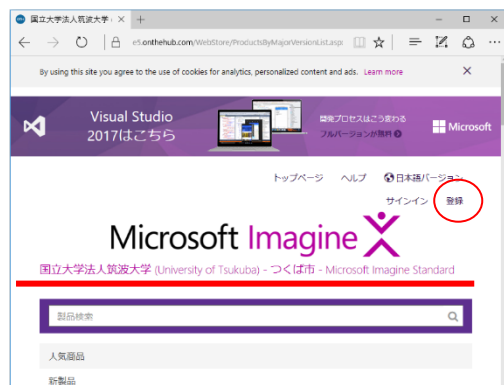 国立大学法人筑波大学
e5.onthehub.com/WebStore/ProductsByMajorVersionList.asp
By using this site you agree to the use of cookies for analytics, personalized content and ads. Learn more
Visual Studio
2017はこちら
開発プロセスはこう変わる
フルバージョンが無料
Microsoft
トップページ ヘルプ 日本語バージョン
サインイン 登録
Microsoft Imagine
国立大学法人筑波大学 (University of Tsukuba) - つくば市 - Microsoft Imagine Standard
製品検索
人気商品
新製品